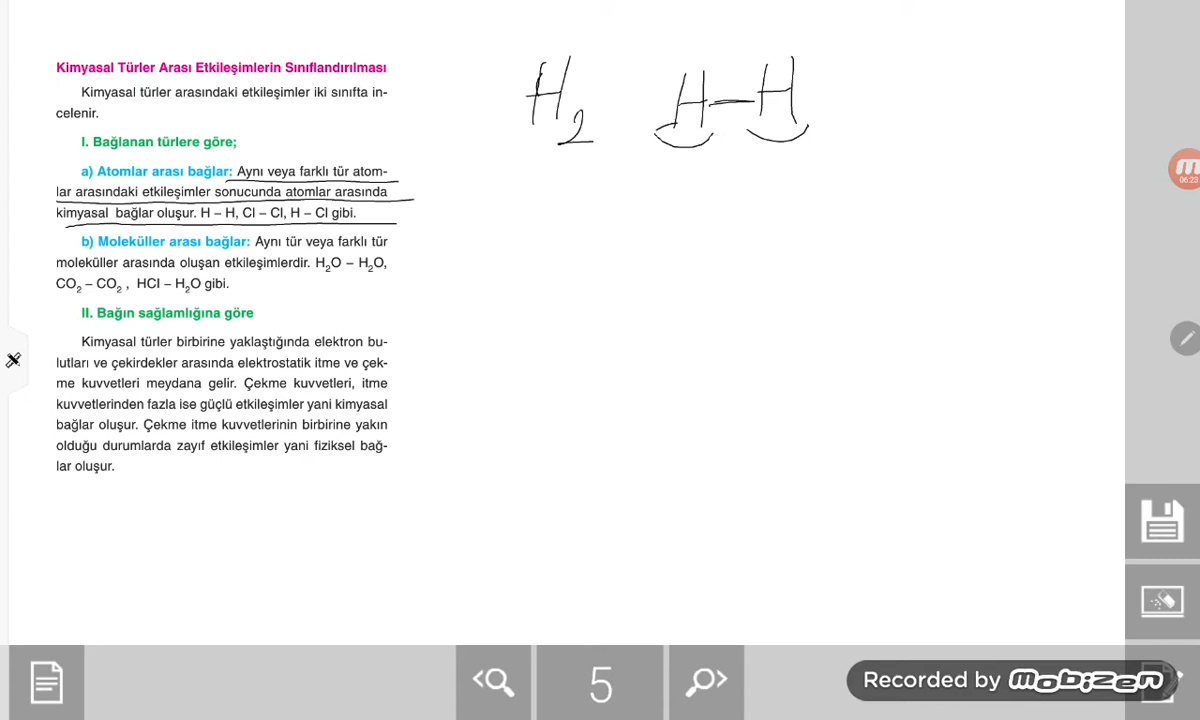 Kimyasal Türler Arası Etkileşimlerin Sınıflandırılması
Kimyasal türler arasındaki etkileşimler iki sınıfta in-
celenir.
I. Bağlanan türlere göre;
a) Atomlar arası bağlar: Aynı veya farklı tür atom-
lar arasındaki etkileşimler sonucunda atomlar arasında
kimyasal bağlar oluşur. H – H, Cl – Cl, H – Cl gibi.
b) Moleküller arası bağlar: Aynı tür veya farklı tür
moleküller arasında oluşan etkileşimlerdir. H₂O – H₂O,
CO₂ – CO₂ , HCl – H₂O gibi.
II. Bağın sağlamlığına göre
Kimyasal türler birbirine yaklaştığında elektron bu-
lutları ve çekirdekler arasında elektrostatik itme ve çek-
me kuvvetleri meydana gelir. Çekme kuvvetleri, itme
kuvvetlerinden fazla ise güçlü etkileşimler yani kimyasal
bağlar oluşur. Çekme itme kuvvetlerinin birbirine yakın
olduğu durumlarda zayıf etkileşimler yani fiziksel bağ-
lar oluşur.
H₂ H–H
06:23
5
Recorded by mobizen